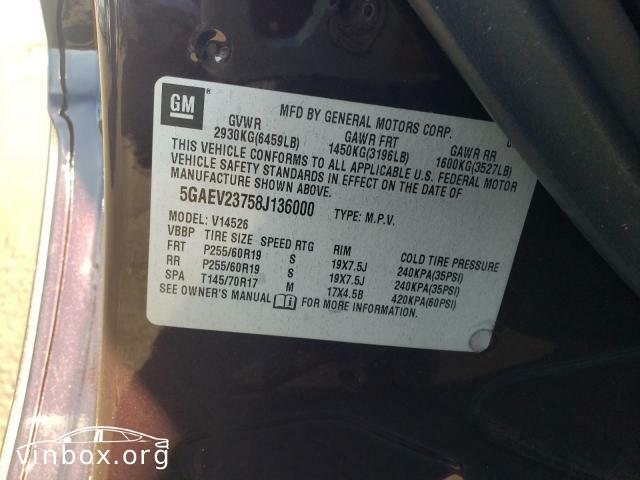 GM ®
MFD BY GENERAL MOTORS CORP.
GVWR GAWR FRT GAWR RR
2930KG(6459LB) 1450KG(3196LB) 1600KG(3527LB)
THIS VEHICLE CONFORMS TO ALL APPLICABLE U.S. FEDERAL MOTOR
VEHICLE SAFETY STANDARDS IN EFFECT ON THE DATE OF
MANUFACTURE SHOWN ABOVE.
5GAEV23758J136000 TYPE: M.P.V.
MODEL: V14526
VBBP TIRE SIZE SPEED RTG RIM COLD TIRE PRESSURE
FRT P255/60R19 S 19X7.5J 240KPA(35PSI)
RR P255/60R19 S 19X7.5J 240KPA(35PSI)
SPA T145/70R17 M 17X4.5B 420KPA(60PSI)
SEE OWNER'S MANUAL i FOR MORE INFORMATION.
vinbox.org